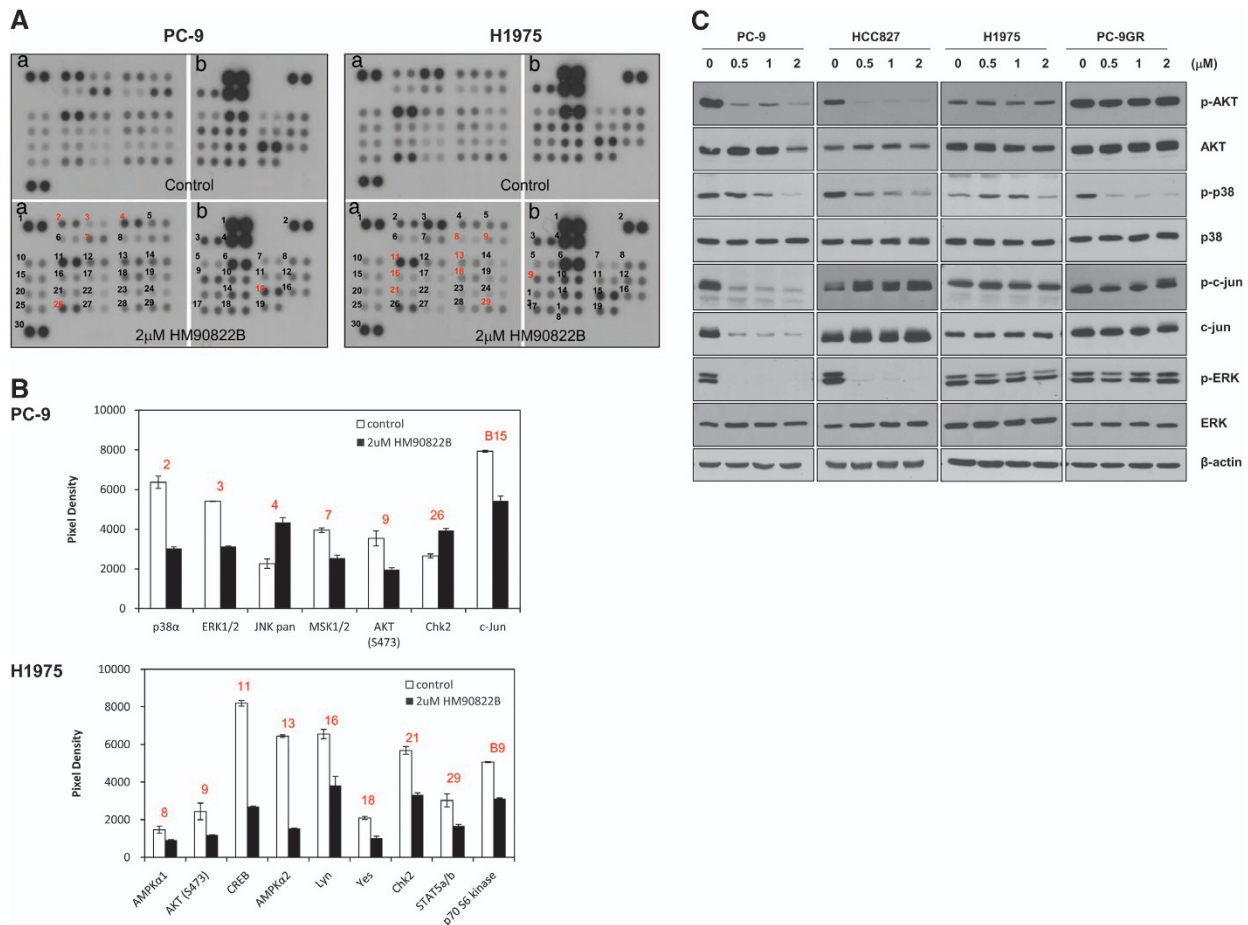 A
PC-9
H1975
a
b
a
b
Control
Control
a
1
2
3
4
5
6
7
8
10
11
12
13
14
15
16
17
18
19
20
21
22
23
24
25
26
27
28
29
30
b
1
2
3
4
5
6
7
8
9
10
11
12
14
15
16
17
18
19
2μM HM90822B
a
1
2
3
4
5
6
7
8
9
10
11
12
13
14
15
16
17
18
19
20
21
22
23
24
25
26
27
28
29
30
b
1
2
3
4
5
6
7
8
9
10
11
12
14
15
16
17
19
2μM HM90822B
B
PC-9
10000
8000
6000
4000
2000
0
Pixel Density
control
2uM HM90822B
2
3
4
7
9
26
B15
p38α
ERK1/2
JNK pan
MSK1/2
AKT
(S473)
Chk2
c-Jun
H1975
10000
8000
6000
4000
2000
0
Pixel Density
control
2uM HM90822B
8
9
11
13
16
18
21
29
B9
AMPKα1
AKT (S473)
CREB
AMPKα2
Lyn
Yes
Chk2
STAT5a/b
p70 S6 kinase
C
PC-9 HCC827 H1975 PC-9GR
0 0.5 1 2 0 0.5 1 2 0 0.5 1 2 0 0.5 1 2 (μM)
p-AKT
AKT
p-p38
p38
p-c-jun
c-jun
p-ERK
ERK
β-actin